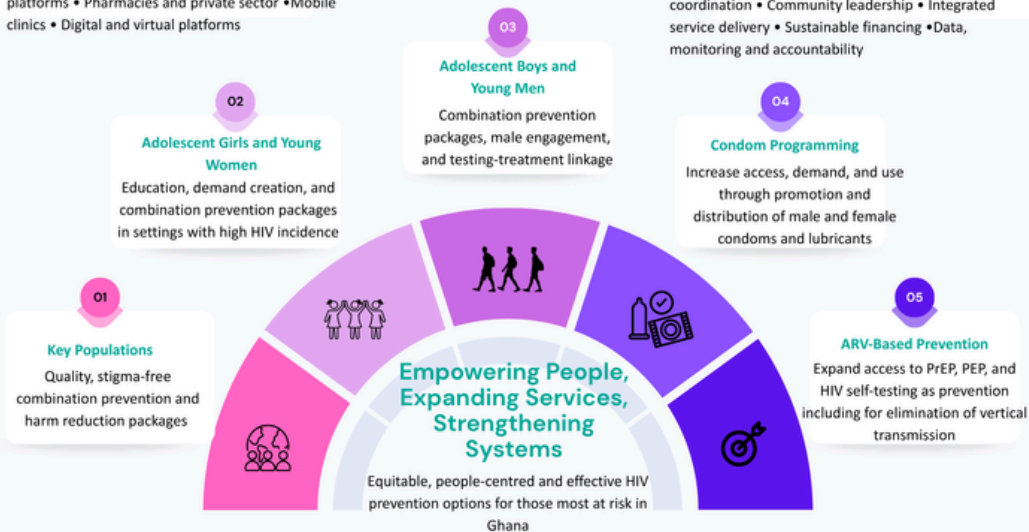 platforms • Pharmacies and private sector •Mobile
clinics • Digital and virtual platforms
coordination • Community leadership • Integrated
service delivery • Sustainable financing •Data,
monitoring and accountability
01
Key Populations
Quality, stigma-free
combination prevention and
harm reduction packages
02
Adolescent Girls and Young
Women
Education, demand creation, and
combination prevention packages
in settings with high HIV incidence
03
Adolescent Boys and
Young Men
Combination prevention
packages, male engagement,
and testing-treatment linkage
04
Condom Programming
Increase access, demand, and use
through promotion and
distribution of male and female
condoms and lubricants
05
ARV-Based Prevention
Expand access to PrEP, PEP, and
HIV self-testing as prevention
including for elimination of vertical
transmission
Empowering People,
Expanding Services,
Strengthening
Systems
Equitable, people-centred and effective HIV
prevention options for those most at risk in
Ghana